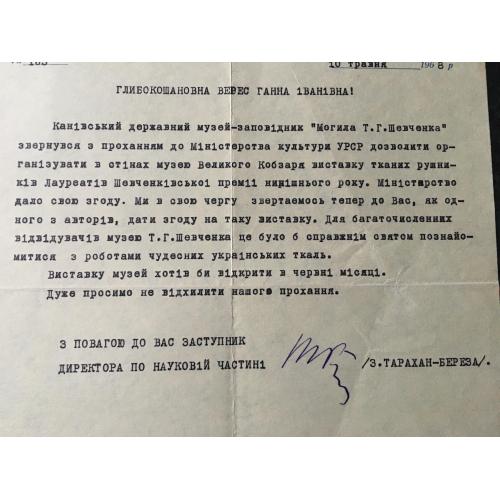 10 травня 1968 р
ГЛИБОКОШАНОВНА ВЕРЕС ГАННА ІВАНІВНА!
Канівський державний музей-заповідник "Могила Т.Г.Шевченка"
звернувся з проханням до Міністерства культури УРСР дозволити ор-
ганізувати в стінах музею Великого Кобзаря виставку тканих рушни-
ків Лауреатів Шевченківської премії нинішнього року. Міністерство
дало свою згоду. Ми в свою чергу звертаємось тепер до Вас, як од-
ного з авторів, дати згоду на таку виставку. Для багаточисленних
відвідувачів музею Т.Г.Шевченка це було б справжнім святом познайо-
митися з роботами чудесних українських ткаль.
Виставку музей хотів би відкрити в червні місяці.
Дуже просимо не відхилити нашого прохання.
З ПОВАГОЮ ДО ВАС ЗАСТУПНИК
ДИРЕКТОРА ПО НАУКОВІЙ ЧАСТИНІ /З.ТАРАХАН-БЕРЕЗА/.